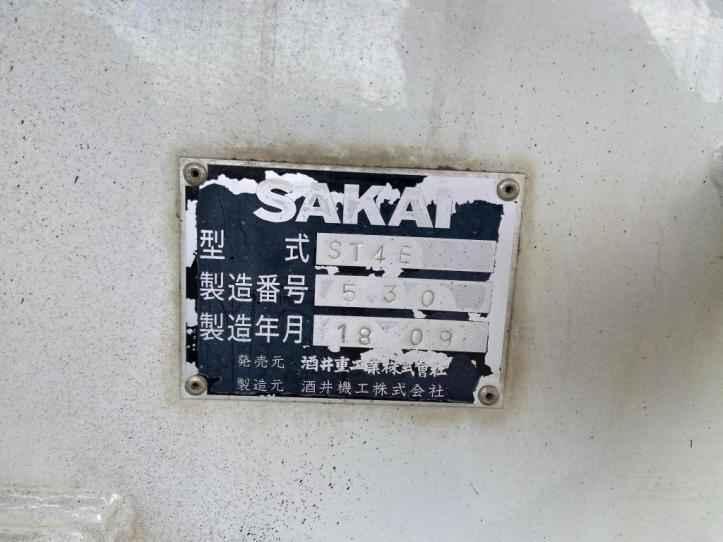 SAKAI
型 式 ST4E
製造番号 530
製造年月 18 09
発売元 酒井重工業株式會社
製造元 酒井機工株式会社